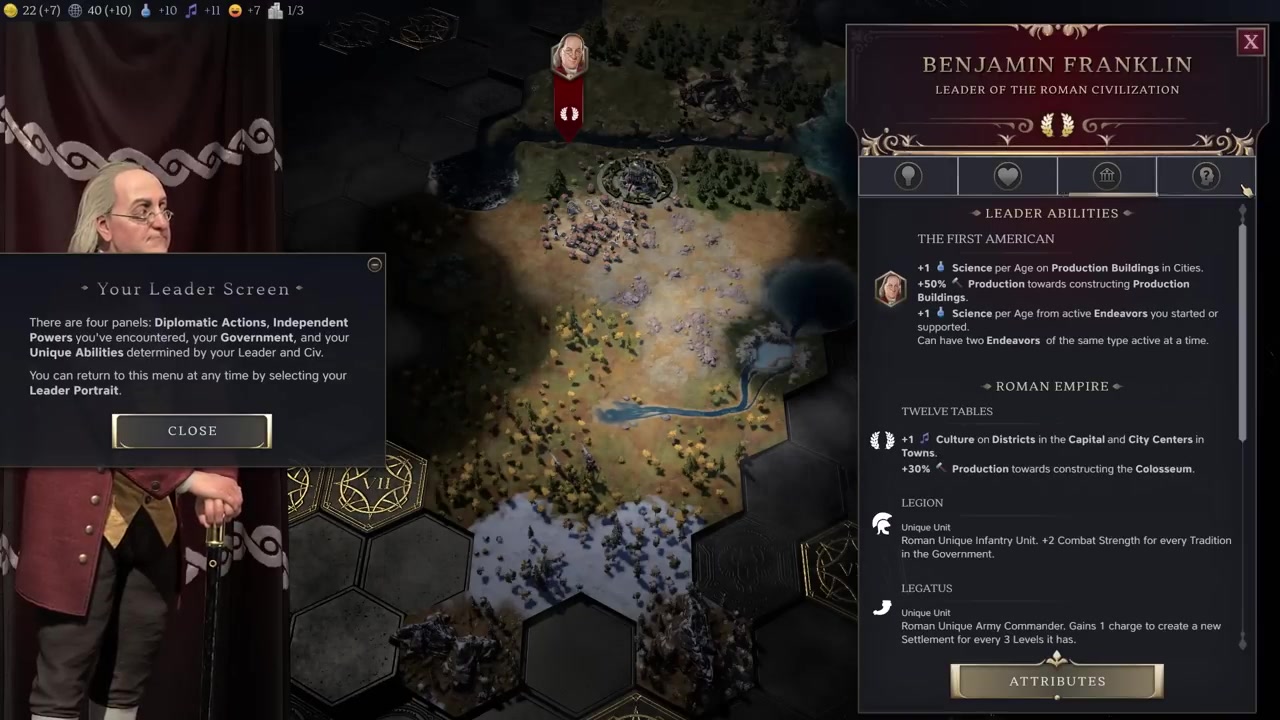 22 (+7) 40 (+10) +10 +11 +7 1/3
X
BENJAMIN FRANKLIN
LEADER OF THE ROMAN CIVILIZATION
LEADER ABILITIES
THE FIRST AMERICAN
+1 Science per Age on Production Buildings in Cities.
+50% Production towards constructing Production
Buildings.
+1 Science per Age from active Endeavors you started or
supported.
Can have two Endeavors of the same type active at a time.
ROMAN EMPIRE
TWELVE TABLES
+1 Culture on Districts in the Capital and City Centers in
Towns.
+30% Production towards constructing the Colosseum.
LEGION
Unique Unit
Roman Unique Infantry Unit. +2 Combat Strength for every Tradition
in the Government.
LEGATUS
Unique Unit
Roman Unique Army Commander. Gains 1 charge to create a new
Settlement for every 3 Levels it has.
ATTRIBUTES
Your Leader Screen
There are four panels: Diplomatic Actions, Independent
Powers you've encountered, your Government, and your
Unique Abilities determined by your Leader and Civ.
You can return to this menu at any time by selecting your
Leader Portrait.
CLOSE
VII